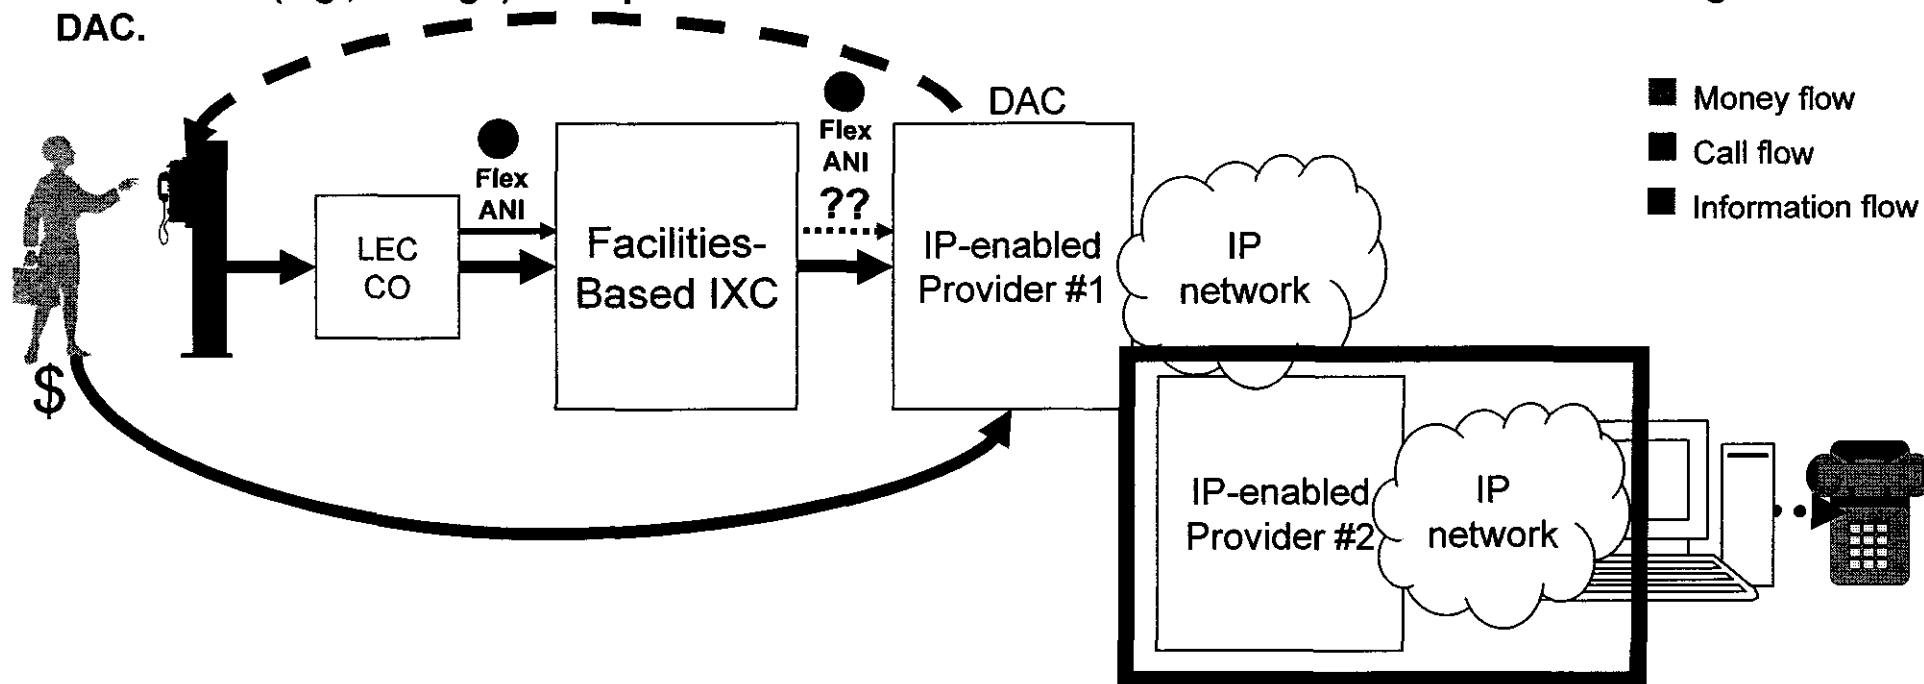 DAC.
DAC
Money flow
Call flow
Information flow
Flex
ANI
Flex
ANI
??
LEC
CO
Facilities-
Based IXC
IP-enabled
Provider #1
IP
network
$
IP-enabled
Provider #2
IP
network